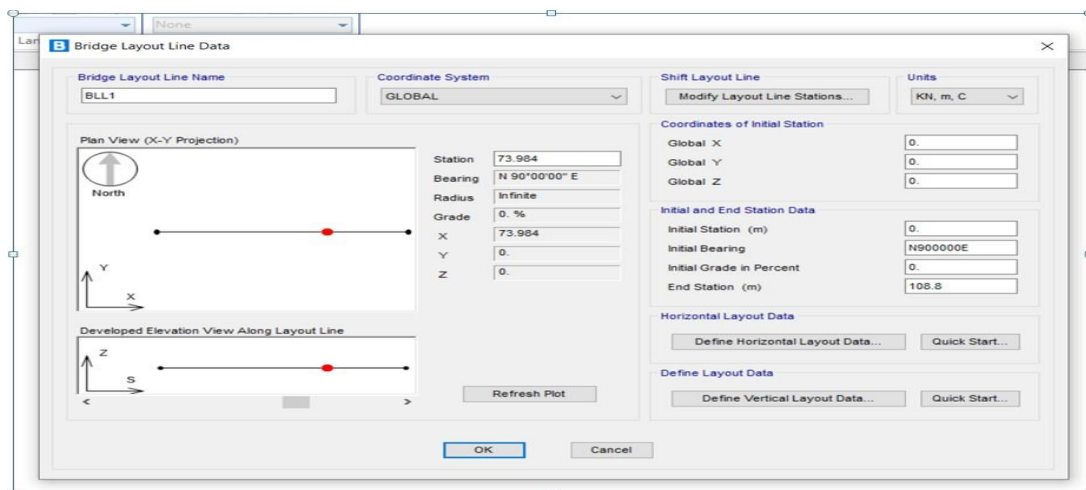 None
Lan
B Bridge Layout Line Data
Bridge Layout Line Name
BLL1
Coordinate System
GLOBAL
Shift Layout Line
Modify Layout Line Stations...
Units
KN, m, C
Plan View (X-Y Projection)
North
Y
X
Station 73.984
Bearing N 90°00'00" E
Radius Infinite
Grade 0. %
X 73.984
Y 0.
Z 0.
Coordinates of Initial Station
Global X 0.
Global Y 0.
Global Z 0.
Initial and End Station Data
Initial Station (m) 0.
Initial Bearing N900000E
Initial Grade in Percent 0.
End Station (m) 108.8
Developed Elevation View Along Layout Line
Z
S
Refresh Plot
Horizontal Layout Data
Define Horizontal Layout Data... Quick Start...
Define Layout Data
Define Vertical Layout Data... Quick Start...
OK Cancel